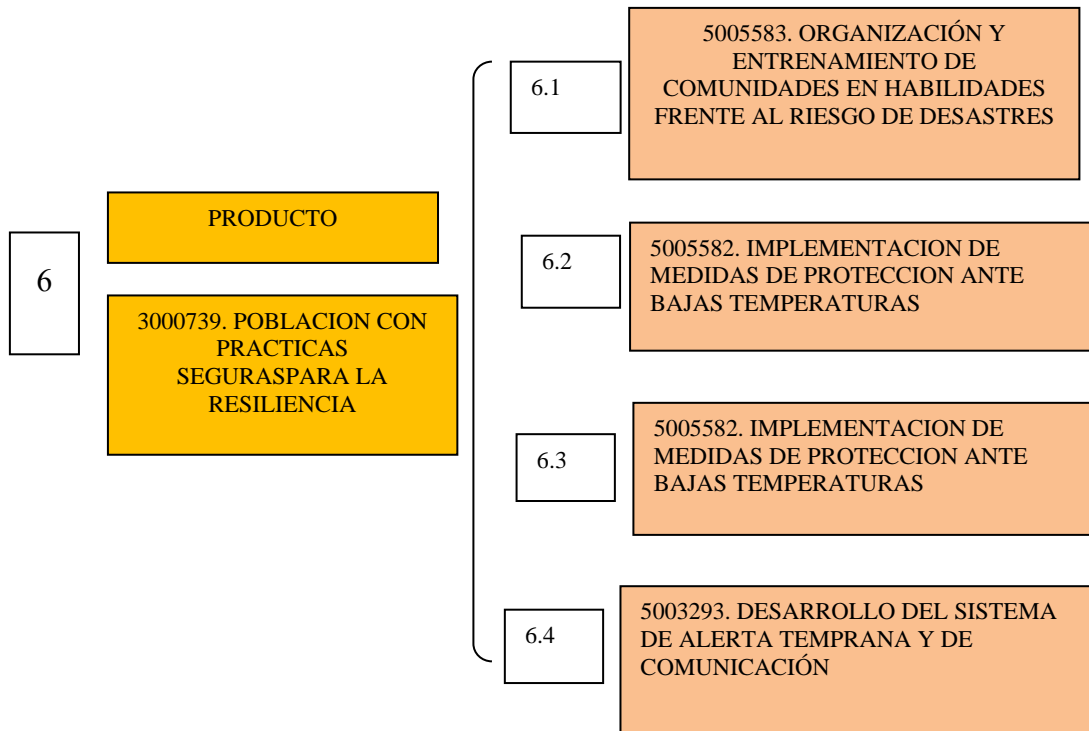 6
PRODUCTO
3000739. POBLACION CON
PRACTICAS
SEGURASPARA LA
RESILIENCIA
6.1
5005583. ORGANIZACIÓN Y
ENTRENAMIENTO DE
COMUNIDADES EN HABILIDADES
FRENTE AL RIESGO DE DESASTRES
6.2
5005582. IMPLEMENTACION DE
MEDIDAS DE PROTECCION ANTE
BAJAS TEMPERATURAS
6.3
5005582. IMPLEMENTACION DE
MEDIDAS DE PROTECCION ANTE
BAJAS TEMPERATURAS
6.4
5003293. DESARROLLO DEL SISTEMA
DE ALERTA TEMPRANA Y DE
COMUNICACIÓN